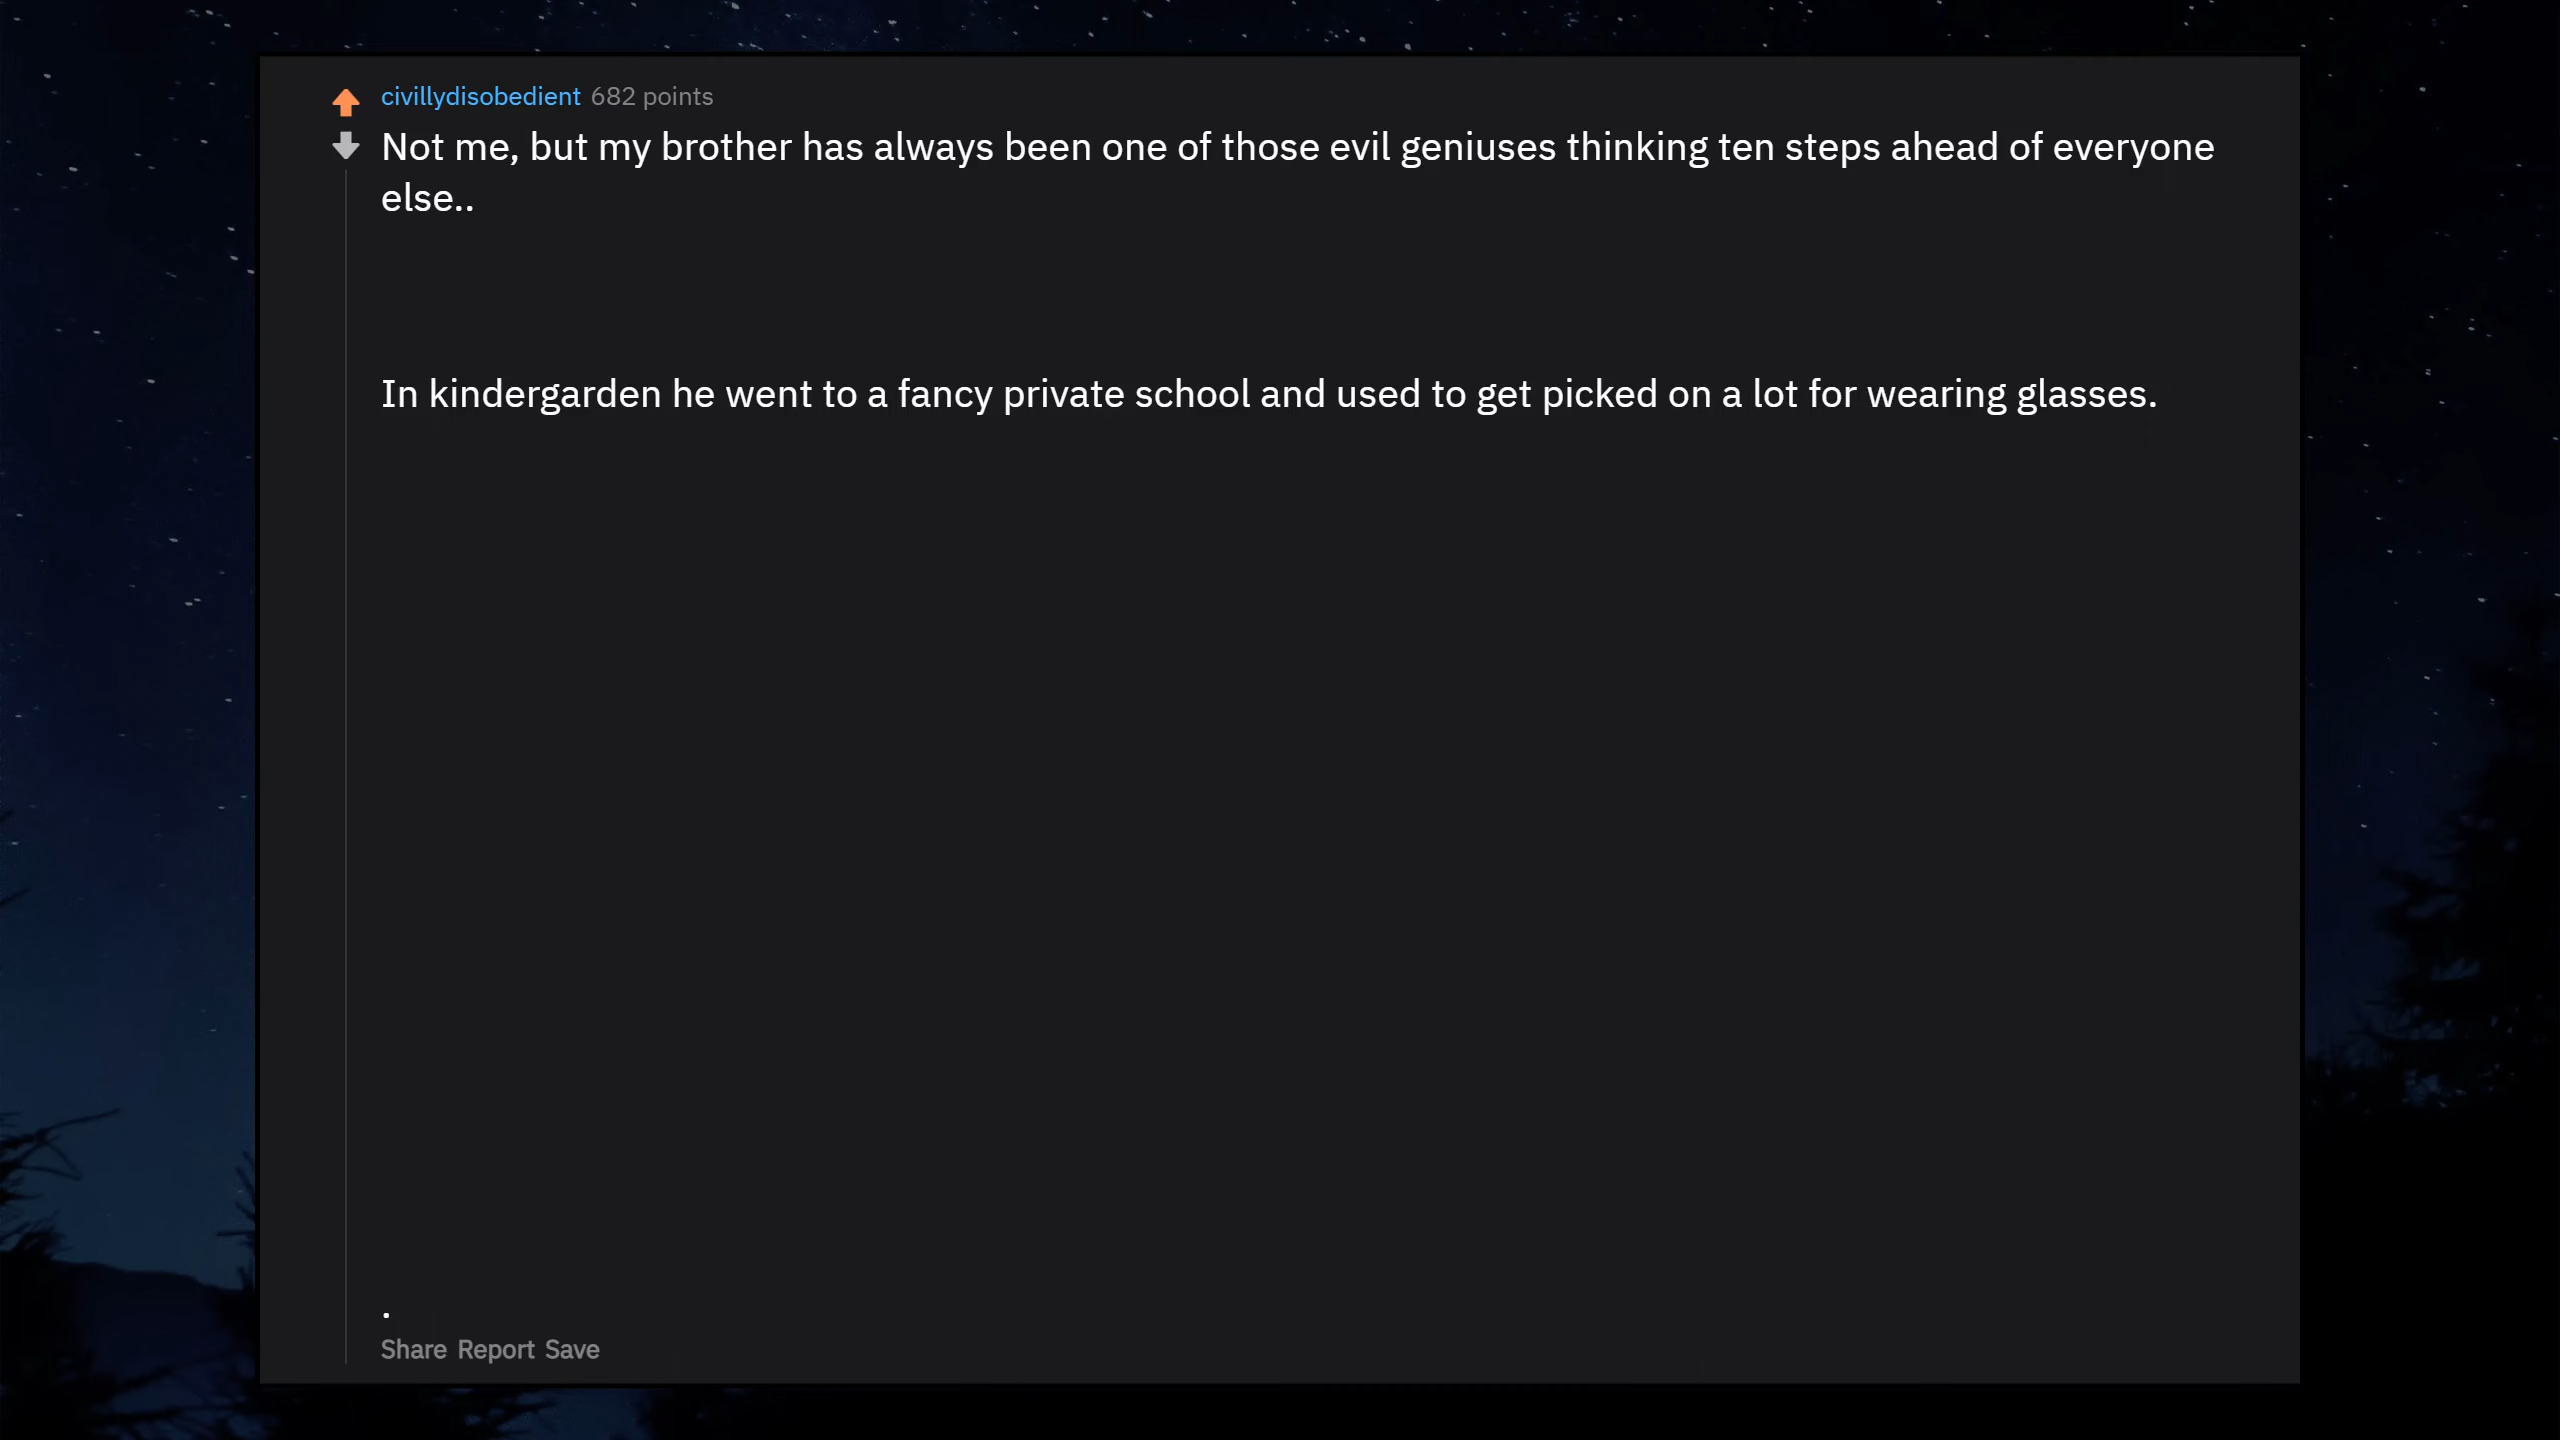 civillydisobedient 682 points
Not me, but my brother has always been one of those evil geniuses thinking ten steps ahead of everyone
else..
In kindergarden he went to a fancy private school and used to get picked on a lot for wearing glasses.
.
Share Report Save